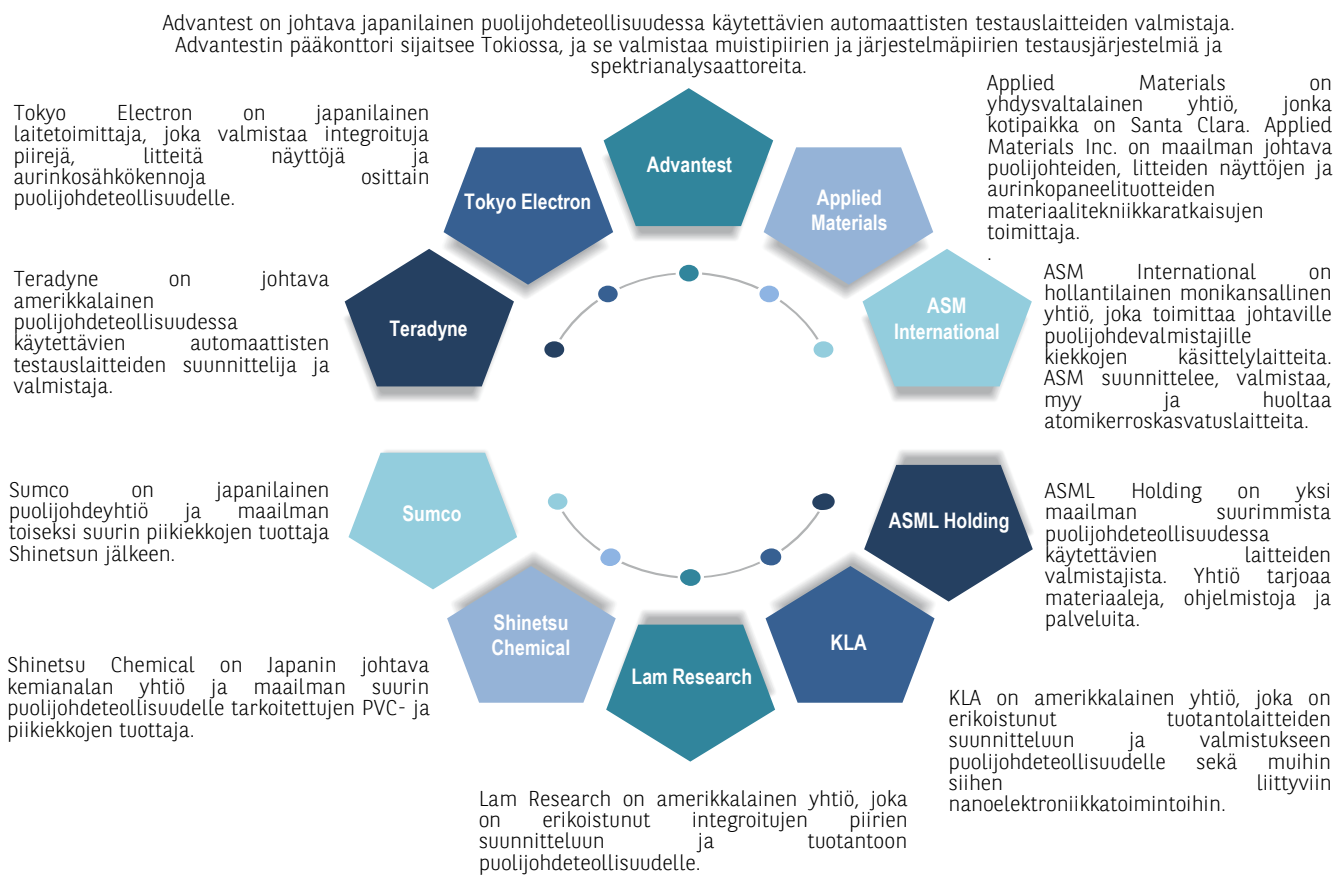 Advantest on johtava japanilainen puolijohdeteollisuudessa käytettävien automaattisten testauslaitteiden valmistaja.
Advantestin pääkonttori sijaitsee Tokiossa, ja se valmistaa muistipiirien ja järjestelmäpiirien testausjärjestelmiä ja
spektrianalysaattoreita.
Advantest
Applied
Materials
Applied Materials on
yhdysvaltalainen yhtiö, jonka
kotipaikka on Santa Clara. Applied
Materials Inc. on maailman johtava
puolijohteiden, litteiden näyttöjen ja
aurinkopaneelituotteiden
materiaalitekniikkaratkaisujen
toimittaja.
.
ASM
International
ASM International on
hollantilainen monikansallinen
yhtiö, joka toimittaa johtaville
puolijohdevalmistajille
kiekkojen käsittelylaitteita.
ASM suunnittelee, valmistaa,
myy ja huoltaa
atomikerroskasvatuslaitteita.
ASML Holding
ASML Holding on yksi
maailman suurimmista
puolijohdeteollisuudessa
käytettävien laitteiden
valmistajista. Yhtiö tarjoaa
materiaaleja, ohjelmistoja ja
palveluita.
KLA
KLA on amerikkalainen yhtiö, joka on
erikoistunut tuotantolaitteiden
suunnitteluun ja valmistukseen
puolijohdeteollisuudelle sekä muihin
siihen liittyviin
nanoelektroniikkatoimintoihin.
Lam Research
Lam Research on amerikkalainen yhtiö, joka
on erikoistunut integroitujen piirien
suunnitteluun ja tuotantoon
puolijohdeteollisuudelle.
Shinetsu
Chemical
Shinetsu Chemical on Japanin johtava
kemianalan yhtiö ja maailman suurin
puolijohdeteollisuudelle tarkoitettujen PVC- ja
piikiekkojen tuottaja.
Sumco
Sumco on japanilainen
puolijohdeyhtiö ja maailman
toiseksi suurin piikiekkojen tuottaja
Shinetsun jälkeen.
Teradyne
Teradyne on johtava
amerikkalainen
puolijohdeteollisuudessa
käytettävien automaattisten
testauslaitteiden suunnittelija ja
valmistaja.
Tokyo Electron
Tokyo Electron on japanilainen
laitetoimittaja, joka valmistaa integroituja
piirejä, litteitä näyttöjä ja
aurinkosähkökennoja osittain
puolijohdeteollisuudelle.